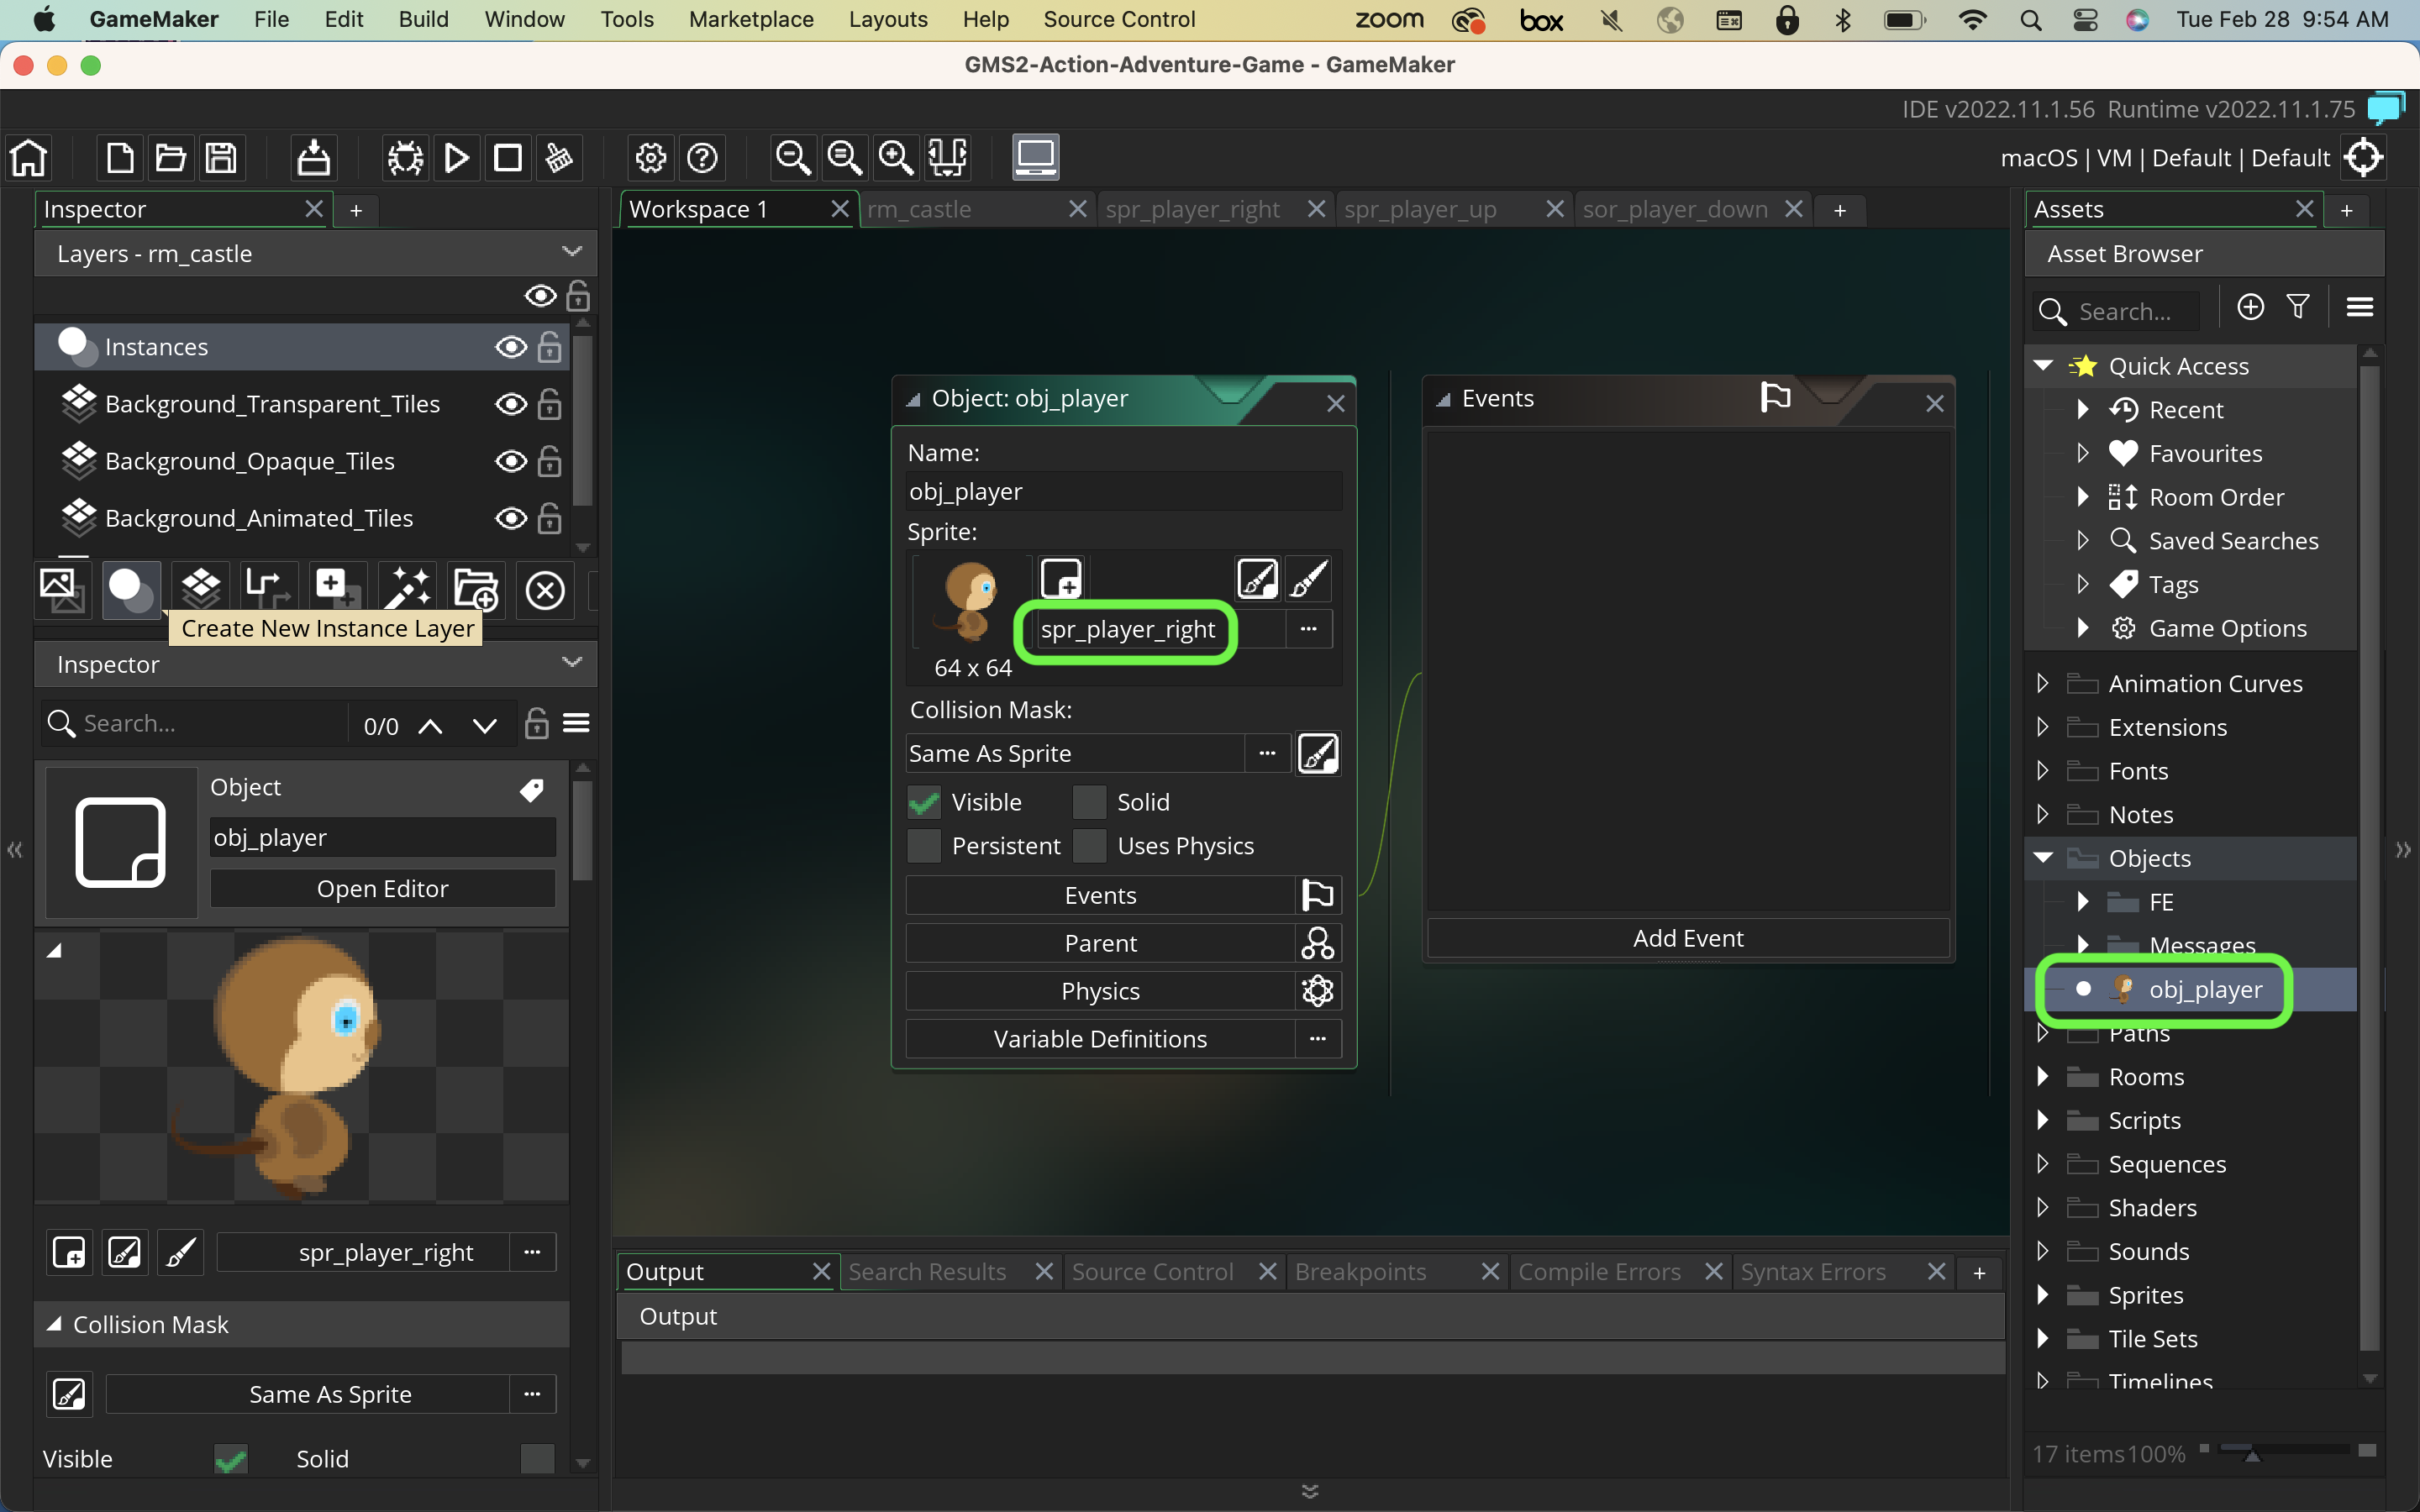 GameMaker File Edit Build Window Tools Marketplace Layouts Help Source Control zoom box Tue Feb 28 9:54 AM
GMS2-Action-Adventure-Game - GameMaker
IDE v2022.11.1.56 Runtime v2022.11.1.75
macOS | VM | Default | Default
Inspector
+
Layers - rm_castle
Instances
Background_Transparent_Tiles
Background_Opaque_Tiles
Background_Animated_Tiles
Create New Instance Layer
Inspector
Search...
0/0
Object
obj_player
Open Editor
spr_player_right
...
Collision Mask
Same As Sprite
...
Visible
Solid
Workspace 1
rm_castle
spr_player_right
spr_player_up
sor_player_down
+
Object: obj_player
Name:
obj_player
Sprite:
spr_player_right
...
64 x 64
Collision Mask:
Same As Sprite
...
Visible
Solid
Persistent
Uses Physics
Events
Parent
Physics
Variable Definitions
...
Events
Add Event
Output
Search Results
Source Control
Breakpoints
Compile Errors
Syntax Errors
+
Output
Assets
+
Asset Browser
Search...
Quick Access
Recent
Favourites
Room Order
Saved Searches
Tags
Game Options
Animation Curves
Extensions
Fonts
Notes
Objects
FE
Messages
obj_player
Paths
Rooms
Scripts
Sequences
Shaders
Sounds
Sprites
Tile Sets
Timelines
17 items 100%